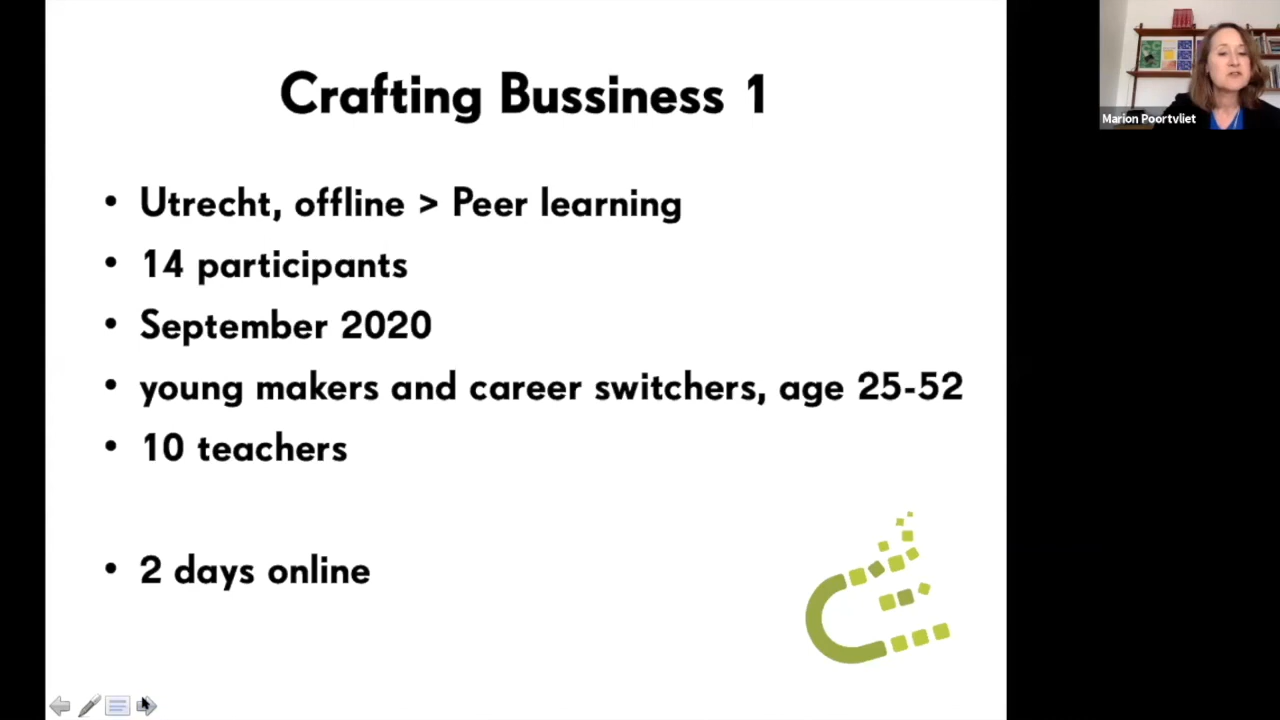 Crafting Bussiness 1
• Utrecht, offline > Peer learning
• 14 participants
• September 2020
• young makers and career switchers, age 25-52
• 10 teachers
• 2 days online
Marion Poortvliet